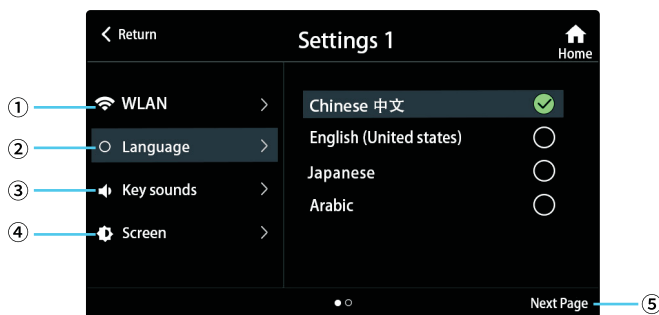 Return
Settings 1
Home
① WLAN
② Language
③ Key sounds
④ Screen
Chinese 中文
English (United states)
Japanese
Arabic
Next Page ⑤